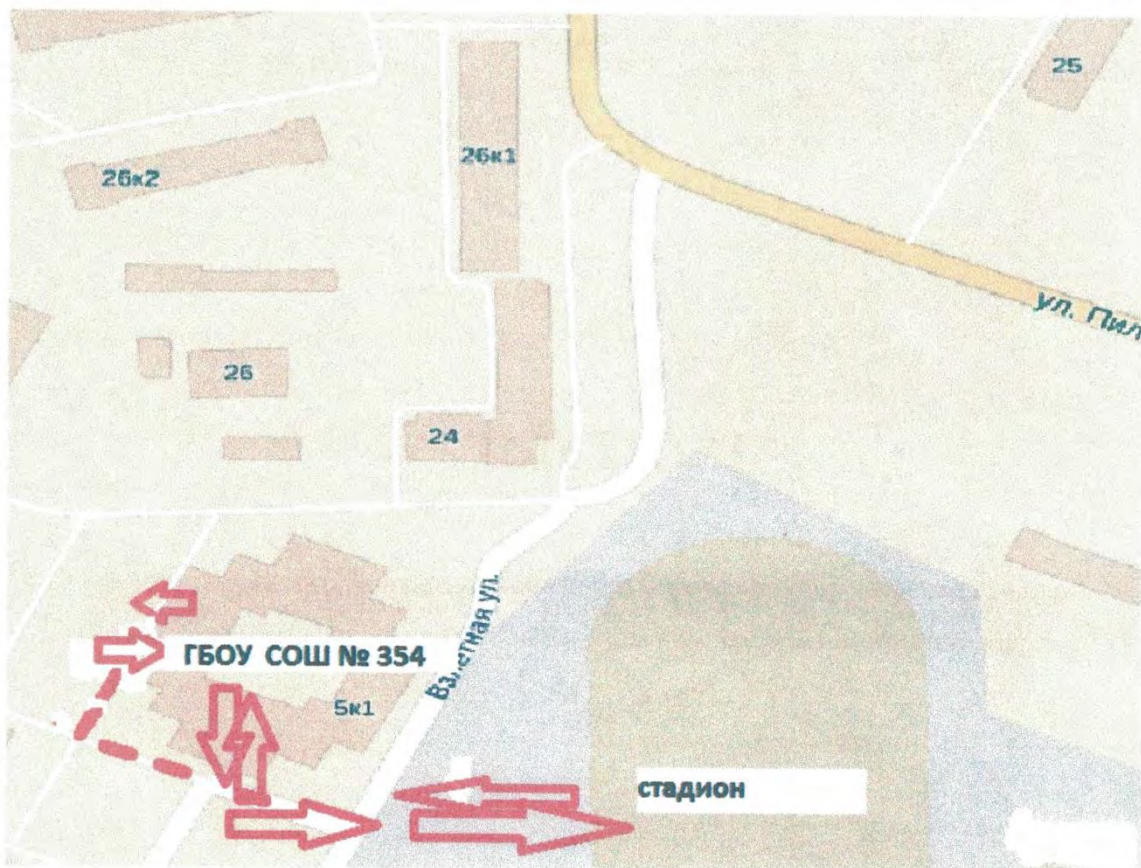 25
26к1
26к2
ул. Пил
26
24
Взлетная ул.
ГБОУ СОШ № 354
5к1
стадион